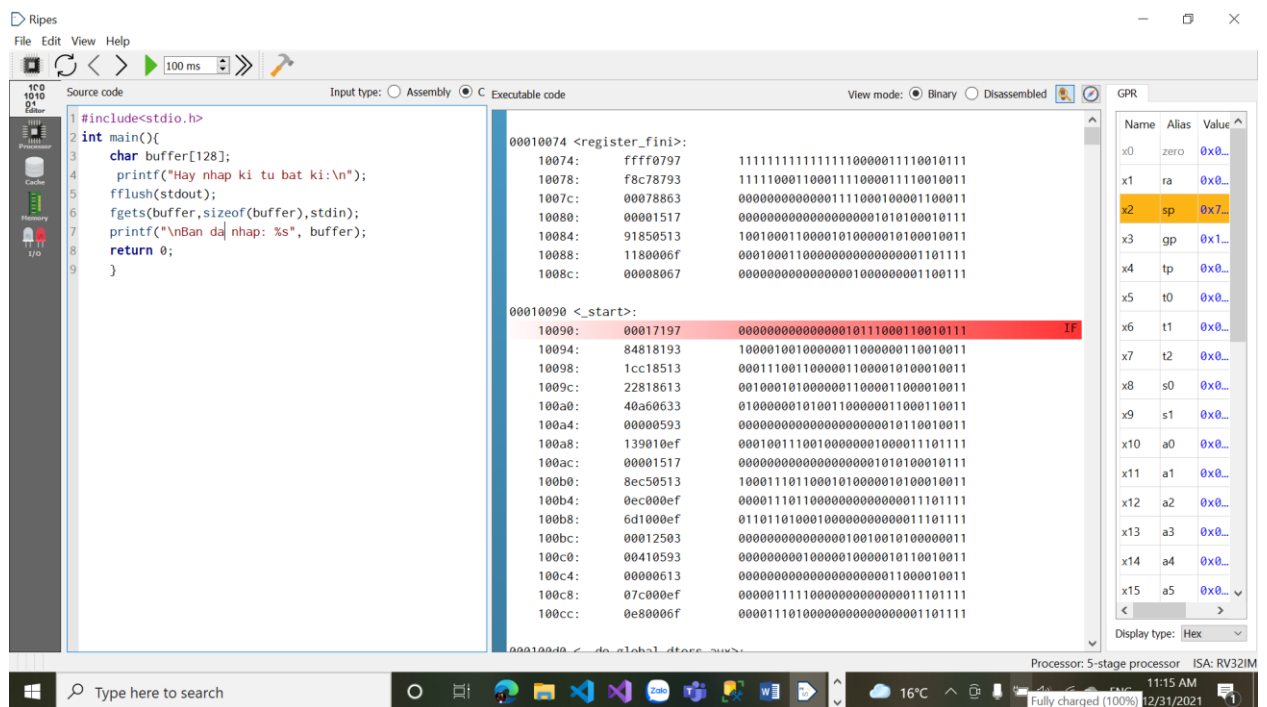 Ripes
File Edit View Help
100 ms
Source code Input type: Assembly C Executable code View mode: Binary Disassembled GPR
Editor
Processor
Cache
Memory
I/O
1 #include<stdio.h>
2 int main(){
3 char buffer[128];
4 printf("Hay nhap ki tu bat ki:\n");
5 fflush(stdout);
6 fgets(buffer,sizeof(buffer),stdin);
7 printf("\nBan da nhap: %s", buffer);
8 return 0;
9 }
00010074 <register_fini>:
10074: ffff0797 11111111111111110000011110010111
10078: f8c78793 11111000110001111000011110010011
1007c: 00078863 00000000000001111000100001100011
10080: 00001517 00000000000000000001010100010111
10084: 91850513 10010001100001010000010100010011
10088: 1180006f 00010001100000000000000001101111
1008c: 00008067 00000000000000001000000001100111
00010090 <_start>:
10090: 00017197 00000000000000010111000110010111 IF
10094: 84818193 10000100100000011000000110010011
10098: 1cc18513 00011100110000011000010100010011
1009c: 22818613 00100010100000011000011000010011
100a0: 40a60633 01000000101001100000011000110011
100a4: 00000593 00000000000000000000010110010011
100a8: 139010ef 00010011100100000001000011101111
100ac: 00001517 00000000000000000001010100010111
100b0: 8ec50513 10001110110001010000010100010011
100b4: 0ec000ef 00001110110000000000000011101111
100b8: 6d1000ef 01101101000100000000000011101111
100bc: 00012503 00000000000000010010010100000011
100c0: 00410593 00000000010000010000010110010011
100c4: 00000613 00000000000000000000011000010011
100c8: 07c000ef 00000111110000000000000011101111
100cc: 0e80006f 00001110100000000000000001101111
000100d0 <__do_global_dtors_aux>:
Name Alias Value
x0 zero 0x0...
x1 ra 0x0...
x2 sp 0x7...
x3 gp 0x1...
x4 tp 0x0...
x5 t0 0x0...
x6 t1 0x0...
x7 t2 0x0...
x8 s0 0x0...
x9 s1 0x0...
x10 a0 0x0...
x11 a1 0x0...
x12 a2 0x0...
x13 a3 0x0...
x14 a4 0x0...
x15 a5 0x0...
Display type: Hex
Processor: 5-stage processor ISA: RV32IM
Type here to search
Zalo
16°C
Fully charged (100%)
11:15 AM
12/31/2021
1